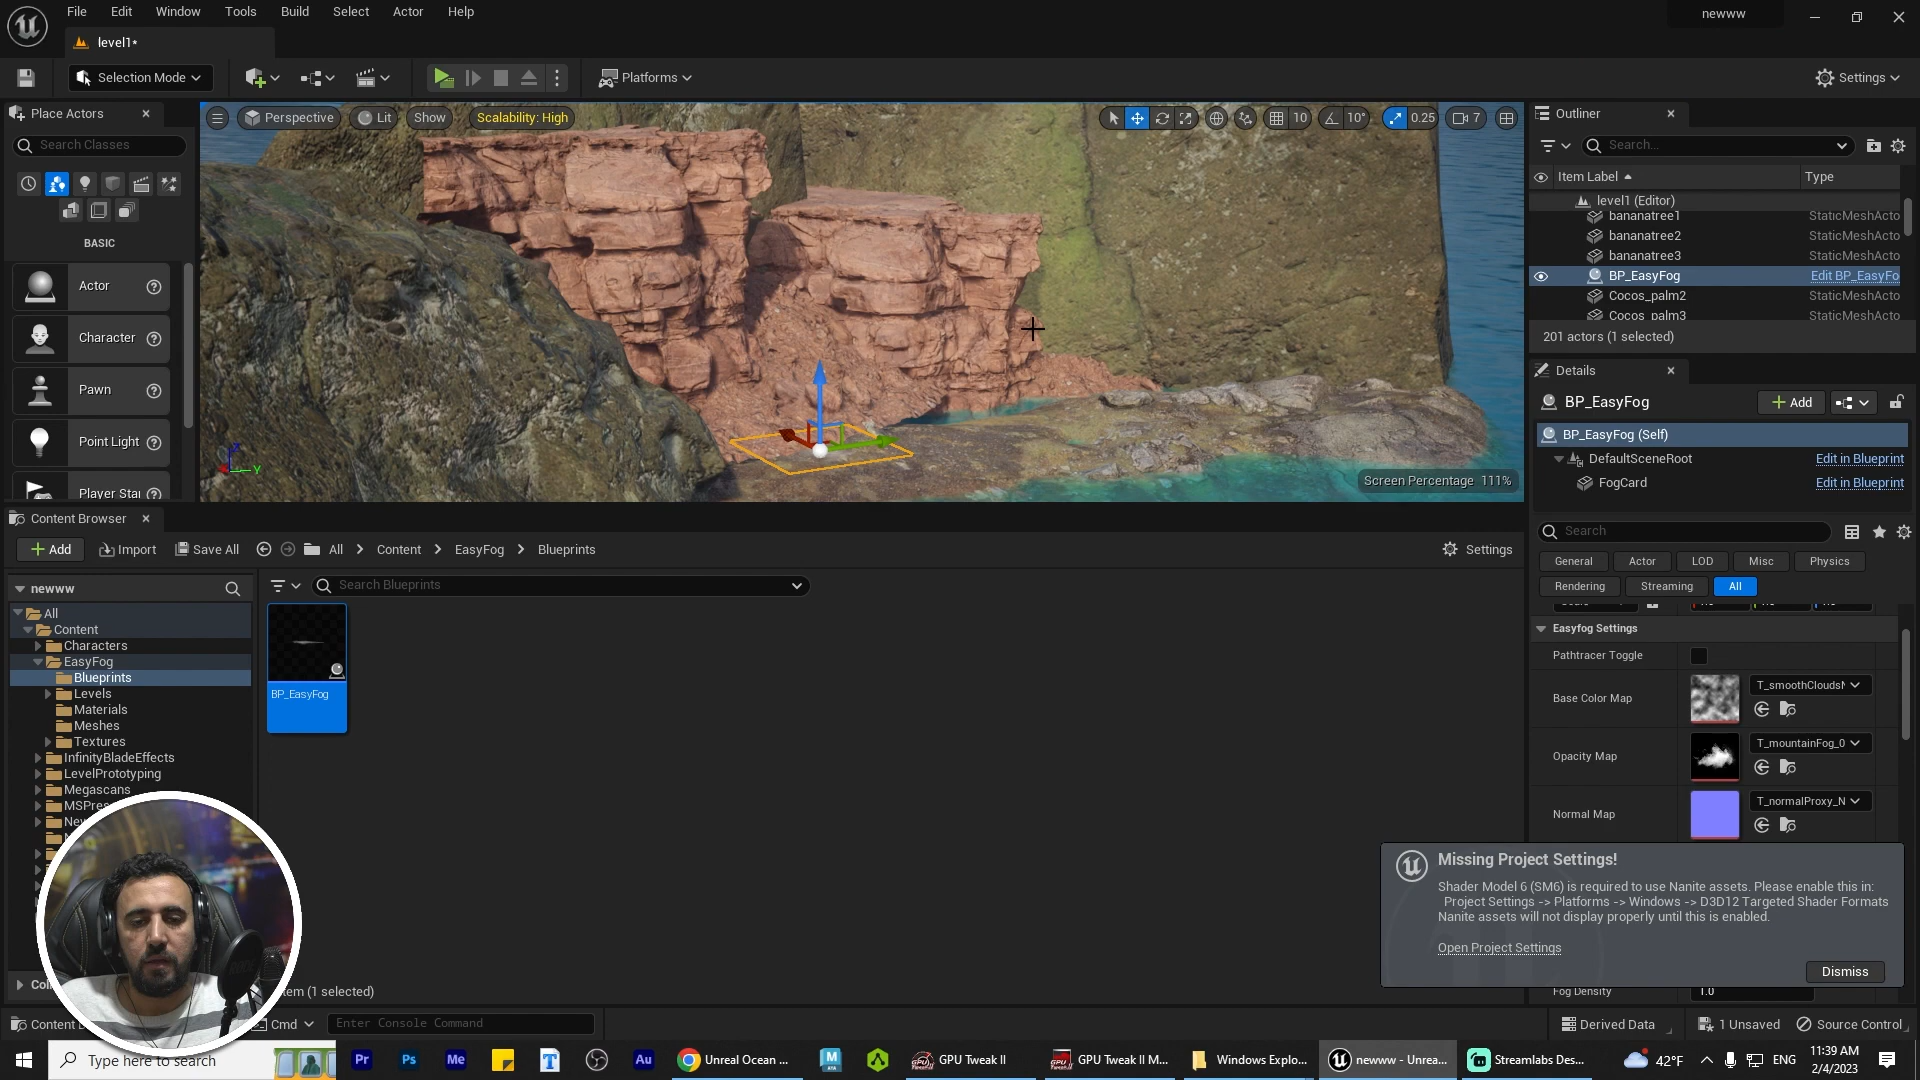 File Edit Window Tools Build Select Actor Help
newww
level1*
Selection Mode
Platforms
Settings
Place Actors
Search Classes
BASIC
Actor
Character
Pawn
Point Light
Player Sta
Perspective Lit Show Scalability: High
10 10° 0.25 7
Y
Screen Percentage 111%
Outliner
Search...
Item Label Type
level1 (Editor)
bananatree1 StaticMeshActo
bananatree2 StaticMeshActo
bananatree3 StaticMeshActo
BP_EasyFog Edit BP_EasyFo
Cocos_palm2 StaticMeshActo
Cocos_palm3 StaticMeshActo
201 actors (1 selected)
Details
BP_EasyFog
Add
BP_EasyFog (Self)
DefaultSceneRoot Edit in Blueprint
FogCard Edit in Blueprint
Search
General Actor LOD Misc Physics
Rendering Streaming All
Easyfog Settings
Pathtracer Toggle
Base Color Map T_smoothCloudsN
Opacity Map T_mountainFog_0
Normal Map T_normalProxy_N
Missing Project Settings!
Shader Model 6 (SM6) is required to use Nanite assets. Please enable this in:
Project Settings -> Platforms -> Windows -> D3D12 Targeted Shader Formats
Nanite assets will not display properly until this is enabled.
Open Project Settings
Dismiss
Fog Density 1.0
Content Browser
Add Import Save All All Content EasyFog Blueprints
Settings
newww
Search Blueprints
All
Content
Characters
EasyFog
Blueprints
Levels
Materials
Meshes
Textures
InfinityBladeEffects
LevelPrototyping
Megascans
MSPres
New
BP_EasyFog
tem (1 selected)
Cmd
Enter Console Command
Derived Data 1 Unsaved Source Control
Type here to search
Pr Ps Me T Au
Unreal Ocean ...
GPU Tweak II
GPU Tweak II M...
Windows Explo...
newww - Unrea...
Streamlabs Des...
42°F
ENG
11:39 AM
2/4/2023